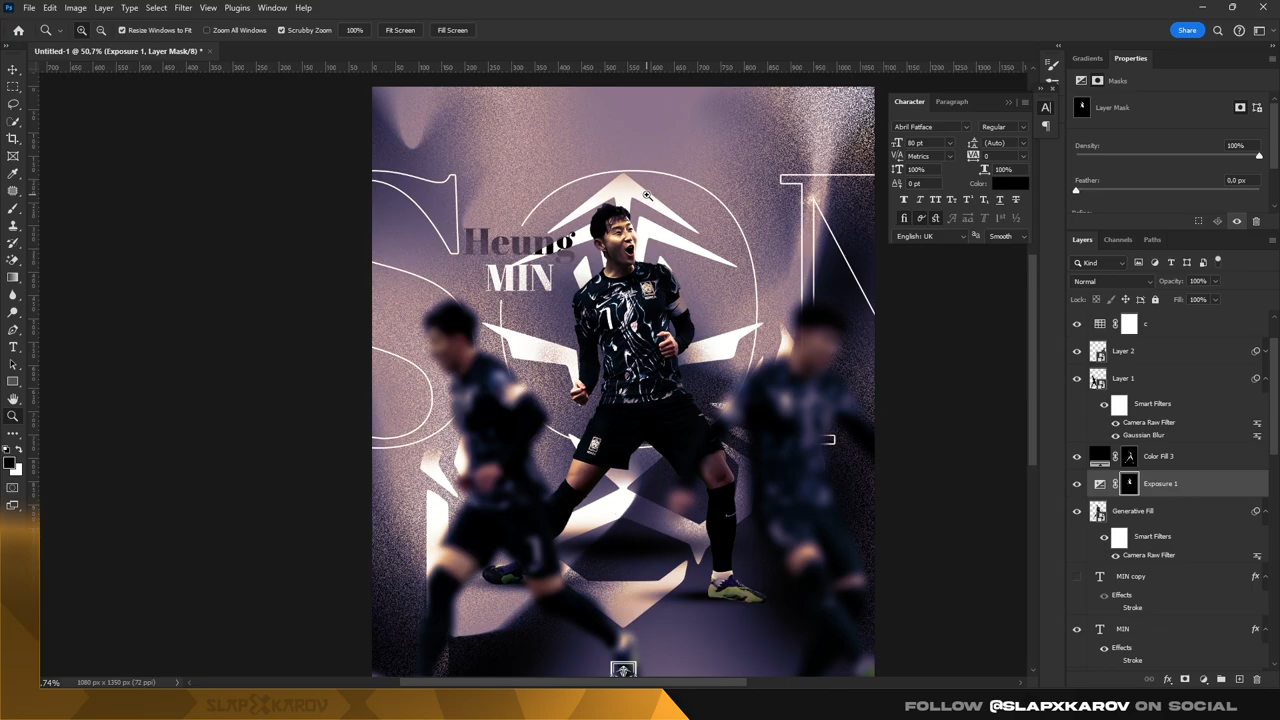 File Edit Image Layer Type Select Filter View Plugins Window Help
Resize Windows to Fit Zoom All Windows Scrubby Zoom 100% Fit Screen Fill Screen Share
Untitled-1 @ 50,7% (Exposure 1, Layer Mask/8) *
Gradients Properties
Masks
Layer Mask
Density: 100%
Feather: 0,0 px
Character Paragraph
Abril Fatface Regular
80 pt (Auto)
Metrics 0
100% 100%
0 pt Color:
English: UK Smooth
Heung
MIN
7
Layers Channels Paths
Kind
Normal Opacity: 100%
Lock: Fill: 100%
c
Layer 2
Layer 1
Smart Filters
Camera Raw Filter
Gaussian Blur
Color Fill 3
Exposure 1
Generative Fill
Smart Filters
Camera Raw Filter
MIN copy
Effects
Stroke
MIN
Effects
Stroke
.74% 1080 px x 1350 px (72 ppi)
SLAPXKAROV
FOLLOW @SLAPXKAROV ON SOCIAL